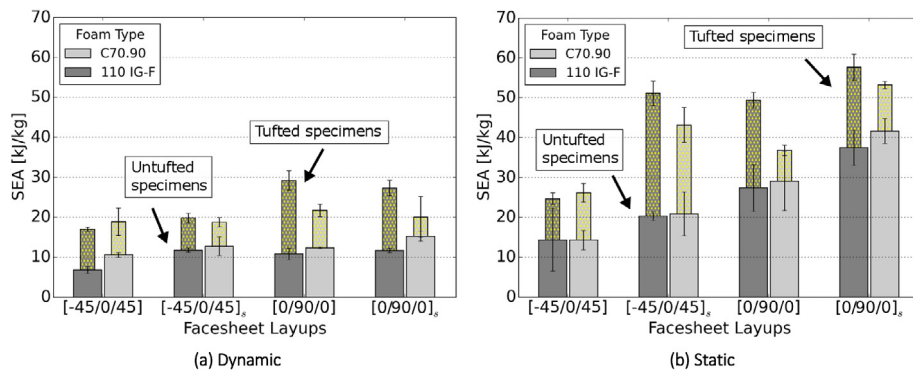 70
60
50
40
30
20
10
0
SEA [kJ/kg]
Foam Type
C70.90
110 IG-F
Untufted
specimens
Tufted specimens
[-45/0/45] [-45/0/45]s [0/90/0] [0/90/0]s
Facesheet Layups
(a) Dynamic
70
60
50
40
30
20
10
0
SEA [kJ/kg]
Foam Type
C70.90
110 IG-F
Tufted specimens
Untufted
specimens
[-45/0/45] [-45/0/45]s [0/90/0] [0/90/0]s
Facesheet Layups
(b) Static